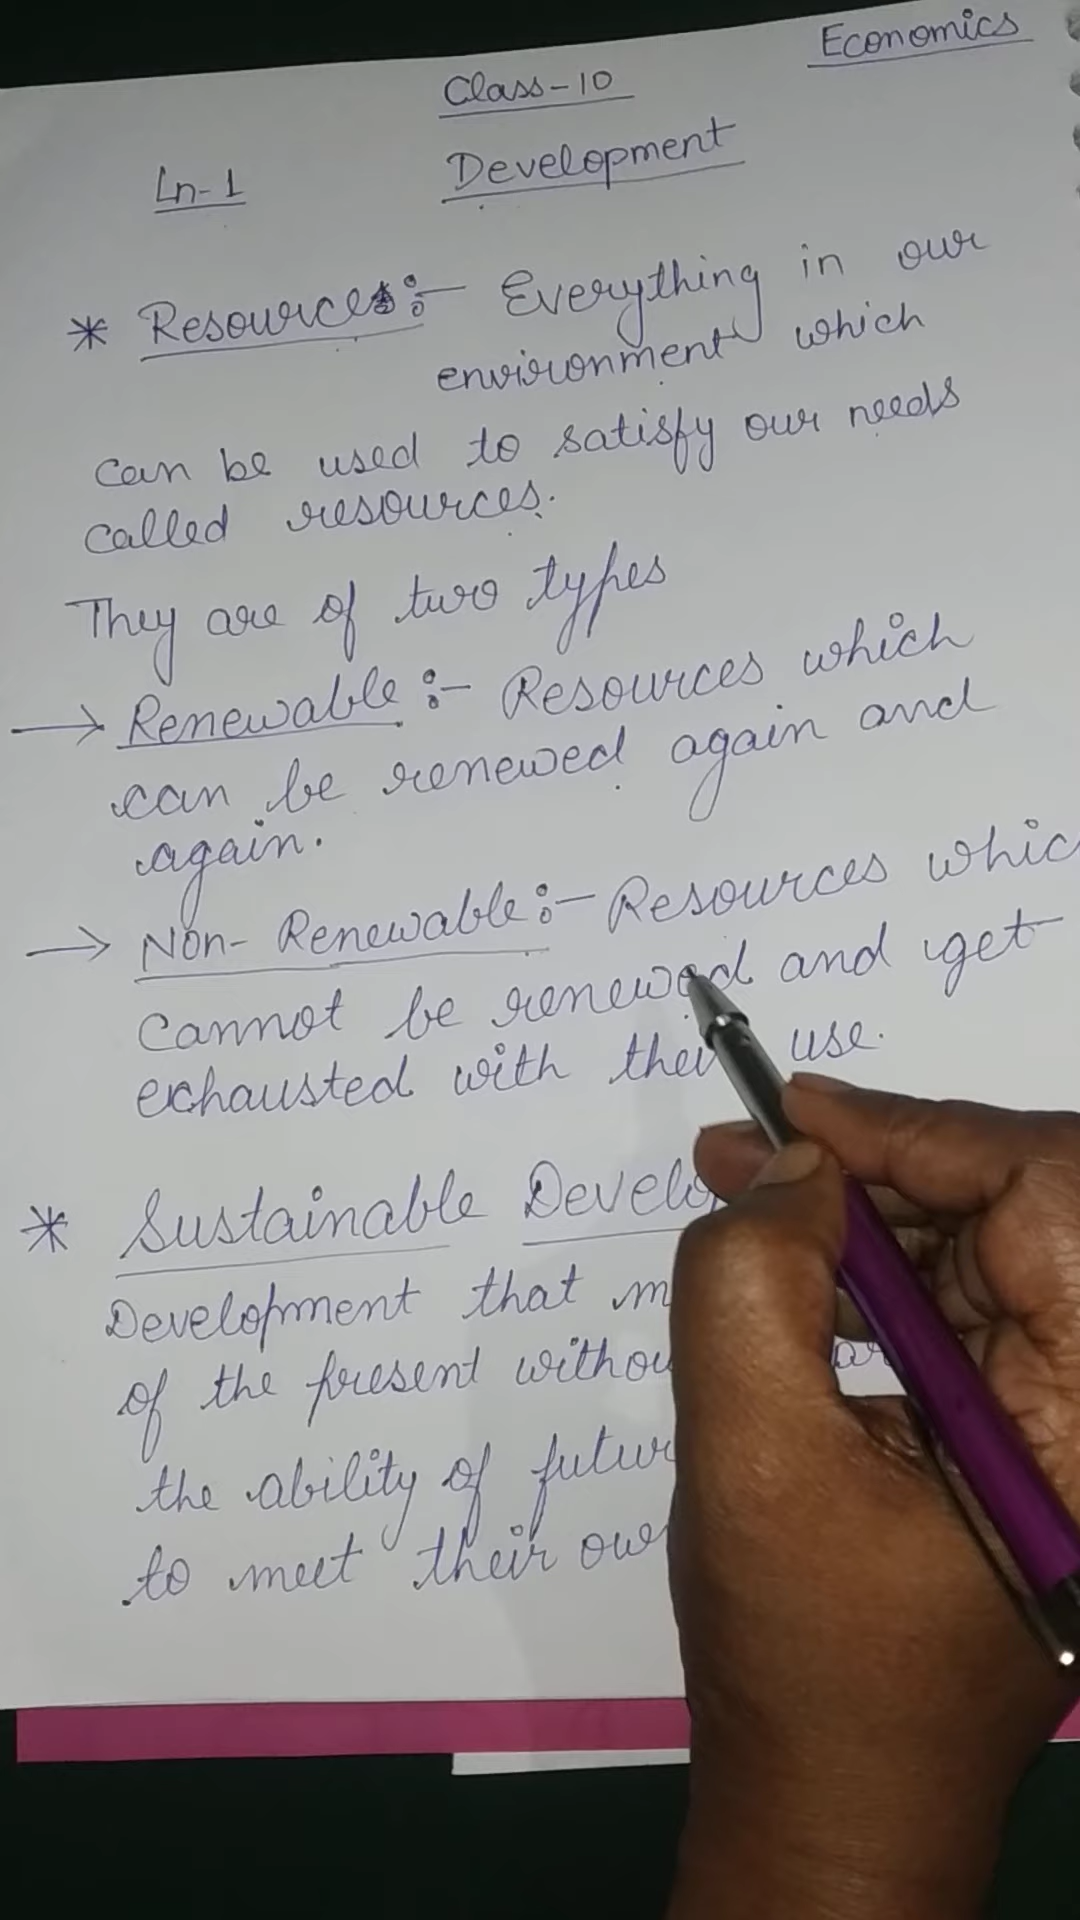 Economics
Class-10
Ln-1 Development
* Resources:- Everything in our
environment which
can be used to satisfy our needs
called resources.
They are of two types
→ Renewable:- Resources which
can be renewed again and
again.
→ Non-Renewable:- Resources whic
cannot be renewed and get
exhausted with their use.
* Sustainable Develo
Development that m
of the present withou
the ability of futur
to meet their ow